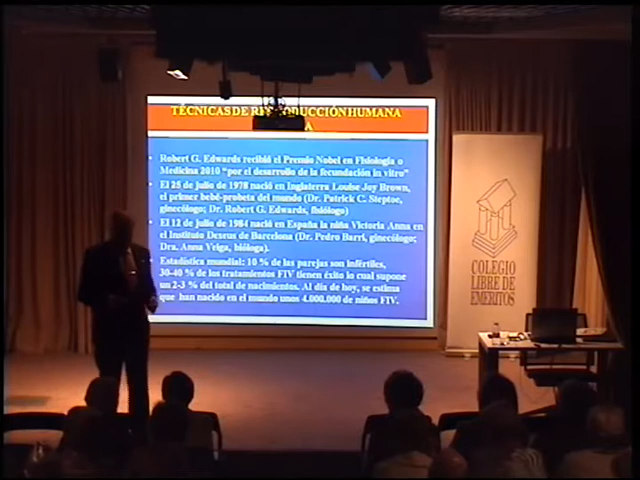 TÉCNICAS DE REPRODUCCIÓN HUMANA
Robert G. Edwards recibió el Premio Nobel en Fisiología o
Medicina 2010 "por el desarrollo de la fecundación in vitro"
El 25 de julio de 1978 nació en Inglaterra Louise Joy Brown,
el primer bebé-probeta del mundo (Dr. Patrick C. Steptoe,
ginecólogo; Dr. Robert G. Edwards, fisiólogo)
El 12 de julio de 1984 nació en España la niña Victoria Anna en
el Instituto Dexeus de Barcelona (Dr. Pedro Barri, ginecólogo;
Dra. Anna Veiga, bióloga).
Estadística mundial: 10 % de las parejas son infértiles,
30-40 % de los tratamientos FIV tienen éxito lo cual supone
un 2-3 % del total de nacimientos. Al día de hoy, se estima
que han nacido en el mundo unos 4.000.000 de niños FIV.
COLEGIO
LIBRE DE
EMÉRITOS